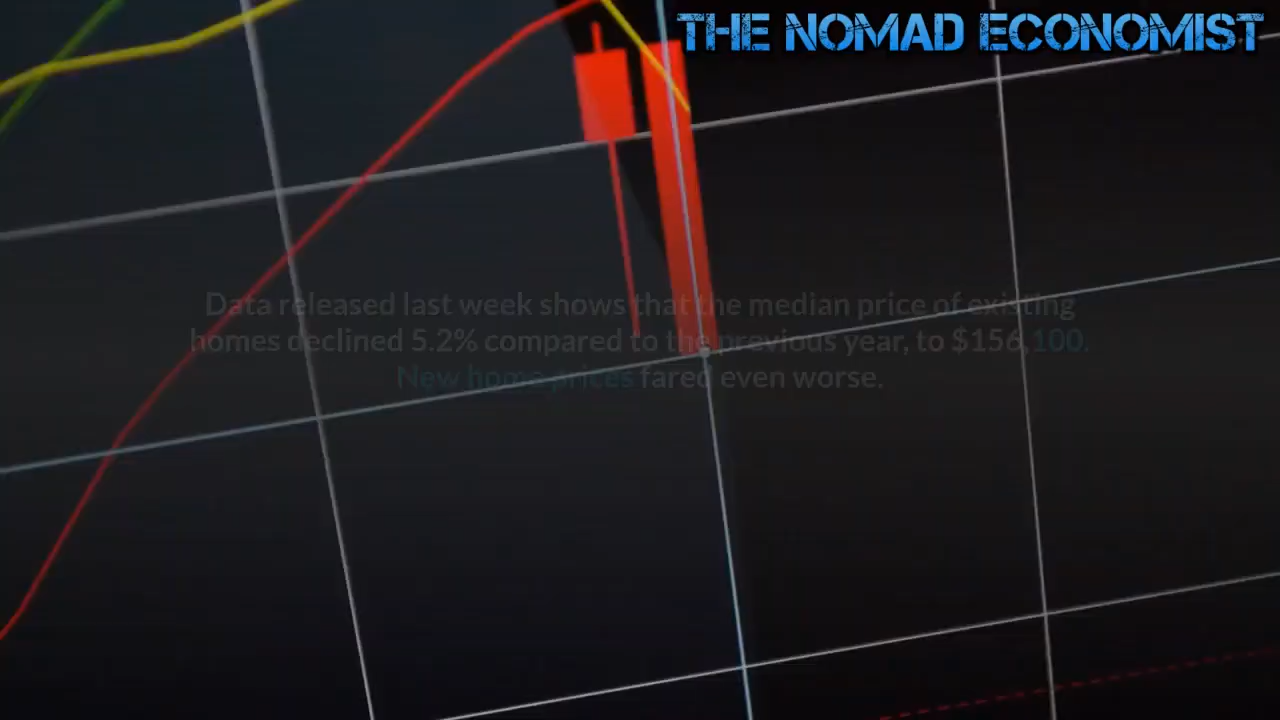 THE NOMAD ECONOMIST
Data released last week shows that the median price of existing
homes declined 5.2% compared to the previous year, to $156,100.
New home prices fared even worse.